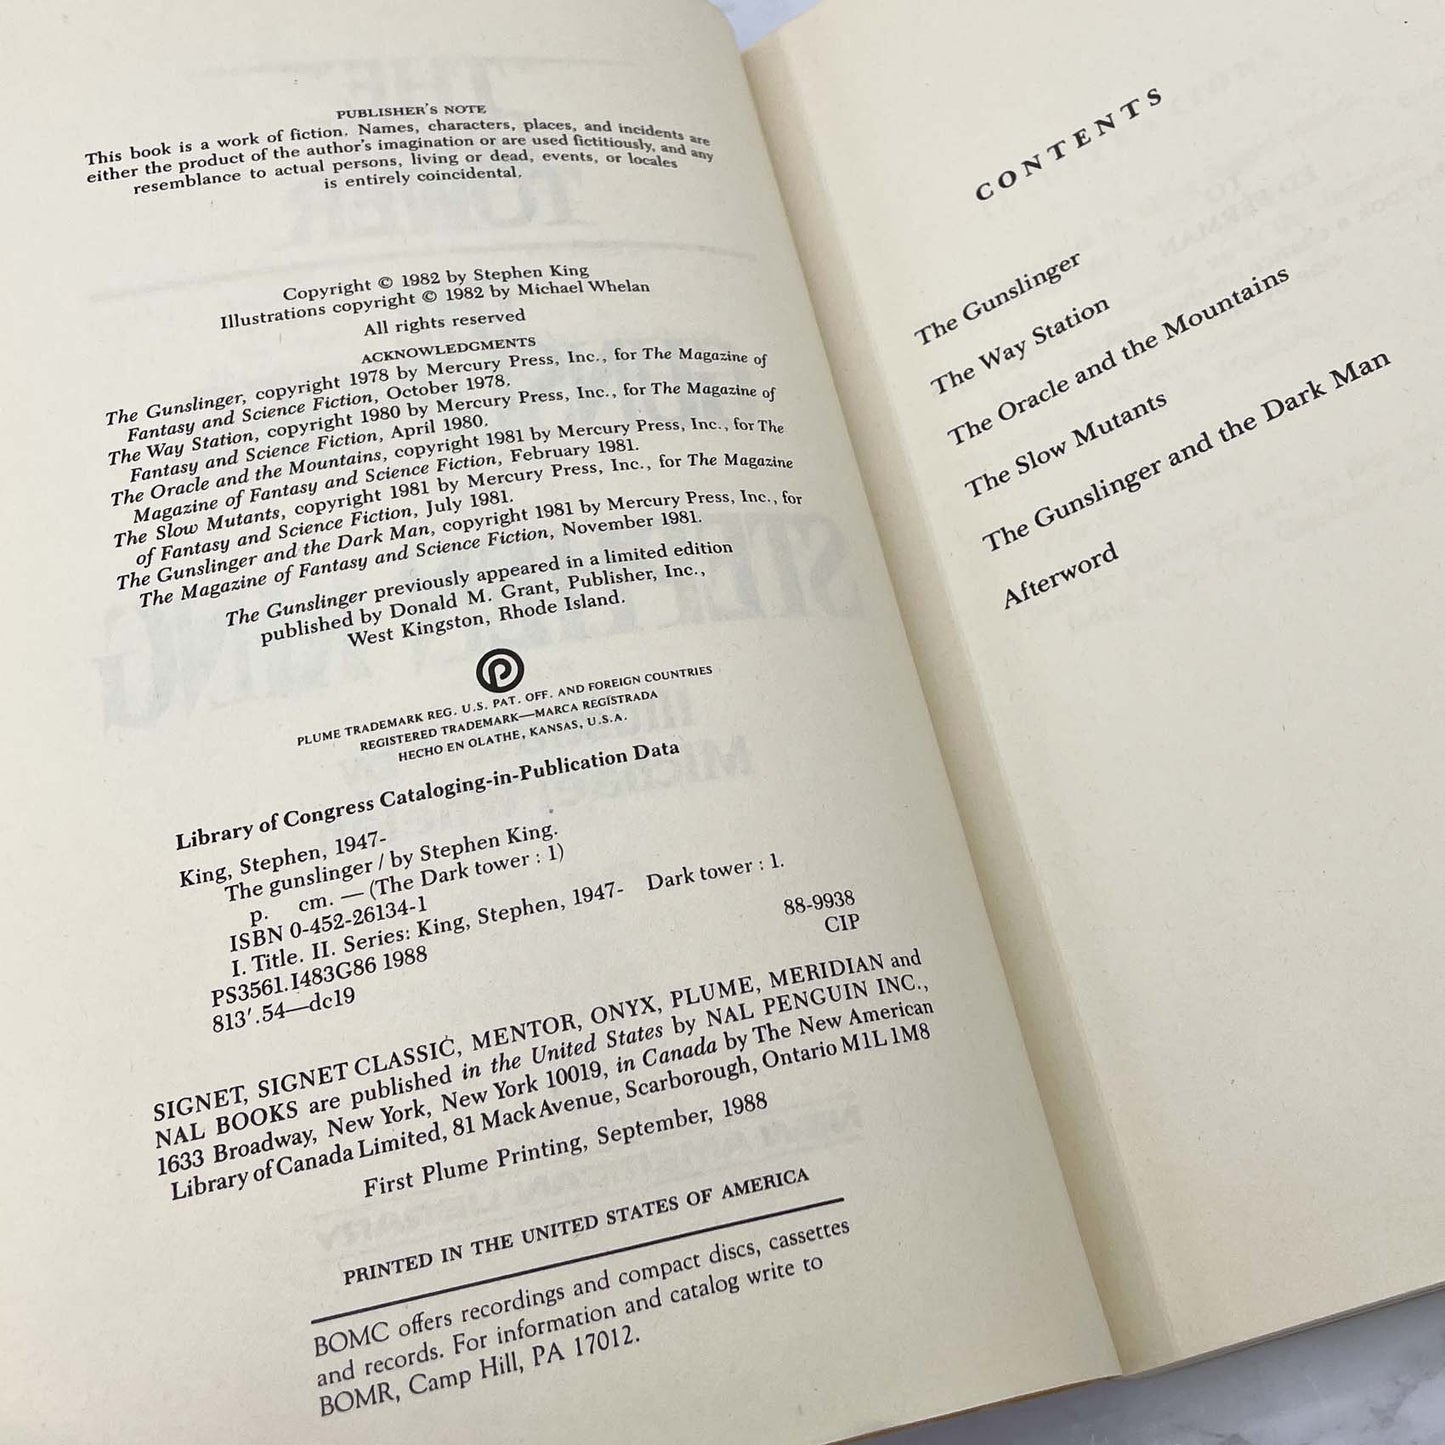 PUBLISHER'S NOTE
This book is a work of fiction. Names, characters, places, and incidents are
either the product of the author's imagination or are used fictitiously, and any
resemblance to actual persons, living or dead, events, or locales
is entirely coincidental.
Copyright © 1982 by Stephen King
Illustrations copyright © 1982 by Michael Whelan
All rights reserved
ACKNOWLEDGMENTS
The Gunslinger, copyright 1978 by Mercury Press, Inc., for The Magazine of
Fantasy and Science Fiction, October 1978.
The Way Station, copyright 1980 by Mercury Press, Inc., for The Magazine of
Fantasy and Science Fiction, April 1980.
The Oracle and the Mountains, copyright 1981 by Mercury Press, Inc., for The
Magazine of Fantasy and Science Fiction, February 1981.
The Slow Mutants, copyright 1981 by Mercury Press, Inc., for The Magazine
of Fantasy and Science Fiction, July 1981.
The Gunslinger and the Dark Man, copyright 1981 by Mercury Press, Inc., for
The Magazine of Fantasy and Science Fiction, November 1981.
The Gunslinger previously appeared in a limited edition
published by Donald M. Grant, Publisher, Inc.,
West Kingston, Rhode Island.
PLUME TRADEMARK REG. U.S. PAT. OFF. AND FOREIGN COUNTRIES
REGISTERED TRADEMARK—MARCA REGÍSTRADA
HECHO EN OLATHE, KANSAS, U.S.A.
Library of Congress Cataloging-in-Publication Data
King, Stephen, 1947-
The gunslinger / by Stephen King.
p. cm. — (The Dark tower : 1)
ISBN 0-452-26134-1
I. Title. II. Series: King, Stephen, 1947- Dark tower : 1.
PS3561.I483G86 1988
813'.54—dc19
88-9938
CIP
SIGNET, SIGNET CLASSIC, MENTOR, ONYX, PLUME, MERIDIAN and
NAL BOOKS are published in the United States by NAL PENGUIN INC.,
1633 Broadway, New York, New York 10019, in Canada by The New American
Library of Canada Limited, 81 Mack Avenue, Scarborough, Ontario M1L 1M8
First Plume Printing, September, 1988
PRINTED IN THE UNITED STATES OF AMERICA
BOMC offers recordings and compact discs, cassettes
and records. For information and catalog write to
BOMR, Camp Hill, PA 17012.
CONTENTS
The Gunslinger
The Way Station
The Oracle and the Mountains
The Slow Mutants
The Gunslinger and the Dark Man
Afterword